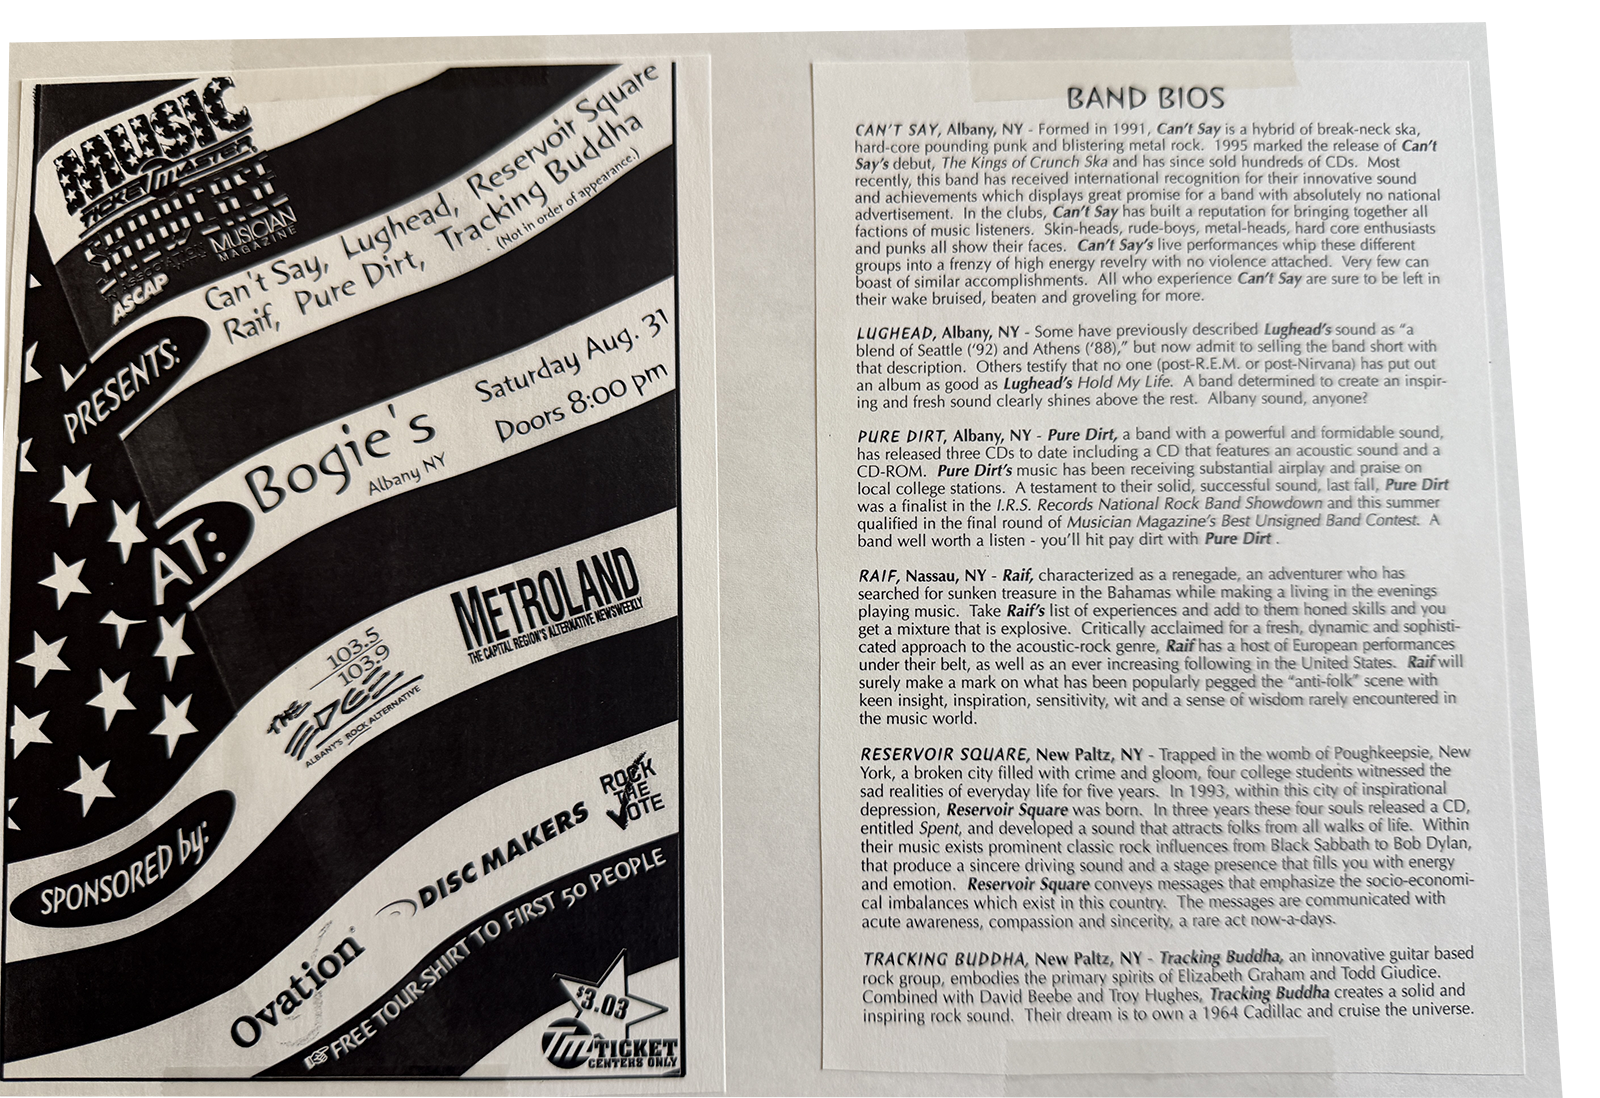 MUSIC
TICKETMASTER
SHOWCASE
IN ASSOCIATION WITH
MUSICIAN
MAGAZINE
ASCAP
PRESENTS:
Can't Say, Lughead, Reservoir Square
Raif, Pure Dirt, Tracking Buddha
(Not in order of appearance.)
AT:
Bogie's
Albany NY
Saturday Aug. 31
Doors 8:00 pm
SPONSORED by:
103.5
103.9
THE
EDGE
ALBANY'S ROCK ALTERNATIVE
METROLAND
THE CAPITAL REGION'S ALTERNATIVE NEWSWEEKLY
Ovation®
DISC MAKERS
ROCK
THE
VOTE
FREE TOUR-SHIRT TO FIRST 50 PEOPLE
$3.03
TM TICKET
CENTERS ONLY
BAND BIOS
CAN'T SAY, Albany, NY - Formed in 1991, Can't Say is a hybrid of break-neck ska,
hard-core pounding punk and blistering metal rock. 1995 marked the release of Can't
Say's debut, The Kings of Crunch Ska and has since sold hundreds of CDs. Most
recently, this band has received international recognition for their innovative sound
and achievements which displays great promise for a band with absolutely no national
advertisement. In the clubs, Can't Say has built a reputation for bringing together all
factions of music listeners. Skin-heads, rude-boys, metal-heads, hard core enthusiasts
and punks all show their faces. Can't Say's live performances whip these different
groups into a frenzy of high energy revelry with no violence attached. Very few can
boast of similar accomplishments. All who experience Can't Say are sure to be left in
their wake bruised, beaten and groveling for more.
LUGHEAD, Albany, NY - Some have previously described Lughead's sound as "a
blend of Seattle ('92) and Athens ('88)," but now admit to selling the band short with
that description. Others testify that no one (post-R.E.M. or post-Nirvana) has put out
an album as good as Lughead's Hold My Life. A band determined to create an inspir-
ing and fresh sound clearly shines above the rest. Albany sound, anyone?
PURE DIRT, Albany, NY - Pure Dirt, a band with a powerful and formidable sound,
has released three CDs to date including a CD that features an acoustic sound and a
CD-ROM. Pure Dirt's music has been receiving substantial airplay and praise on
local college stations. A testament to their solid, successful sound, last fall, Pure Dirt
was a finalist in the I.R.S. Records National Rock Band Showdown and this summer
qualified in the final round of Musician Magazine's Best Unsigned Band Contest. A
band well worth a listen - you'll hit pay dirt with Pure Dirt .
RAIF, Nassau, NY - Raif, characterized as a renegade, an adventurer who has
searched for sunken treasure in the Bahamas while making a living in the evenings
playing music. Take Raif's list of experiences and add to them honed skills and you
get a mixture that is explosive. Critically acclaimed for a fresh, dynamic and sophisti-
cated approach to the acoustic-rock genre, Raif has a host of European performances
under their belt, as well as an ever increasing following in the United States. Raif will
surely make a mark on what has been popularly pegged the "anti-folk" scene with
keen insight, inspiration, sensitivity, wit and a sense of wisdom rarely encountered in
the music world.
RESERVOIR SQUARE, New Paltz, NY - Trapped in the womb of Poughkeepsie, New
York, a broken city filled with crime and gloom, four college students witnessed the
sad realities of everyday life for five years. In 1993, within this city of inspirational
depression, Reservoir Square was born. In three years these four souls released a CD,
entitled Spent, and developed a sound that attracts folks from all walks of life. Within
their music exists prominent classic rock influences from Black Sabbath to Bob Dylan,
that produce a sincere driving sound and a stage presence that fills you with energy
and emotion. Reservoir Square conveys messages that emphasize the socio-economi-
cal imbalances which exist in this country. The messages are communicated with
acute awareness, compassion and sincerity, a rare act now-a-days.
TRACKING BUDDHA, New Paltz, NY - Tracking Buddha, an innovative guitar based
rock group, embodies the primary spirits of Elizabeth Graham and Todd Giudice.
Combined with David Beebe and Troy Hughes, Tracking Buddha creates a solid and
inspiring rock sound. Their dream is to own a 1964 Cadillac and cruise the universe.